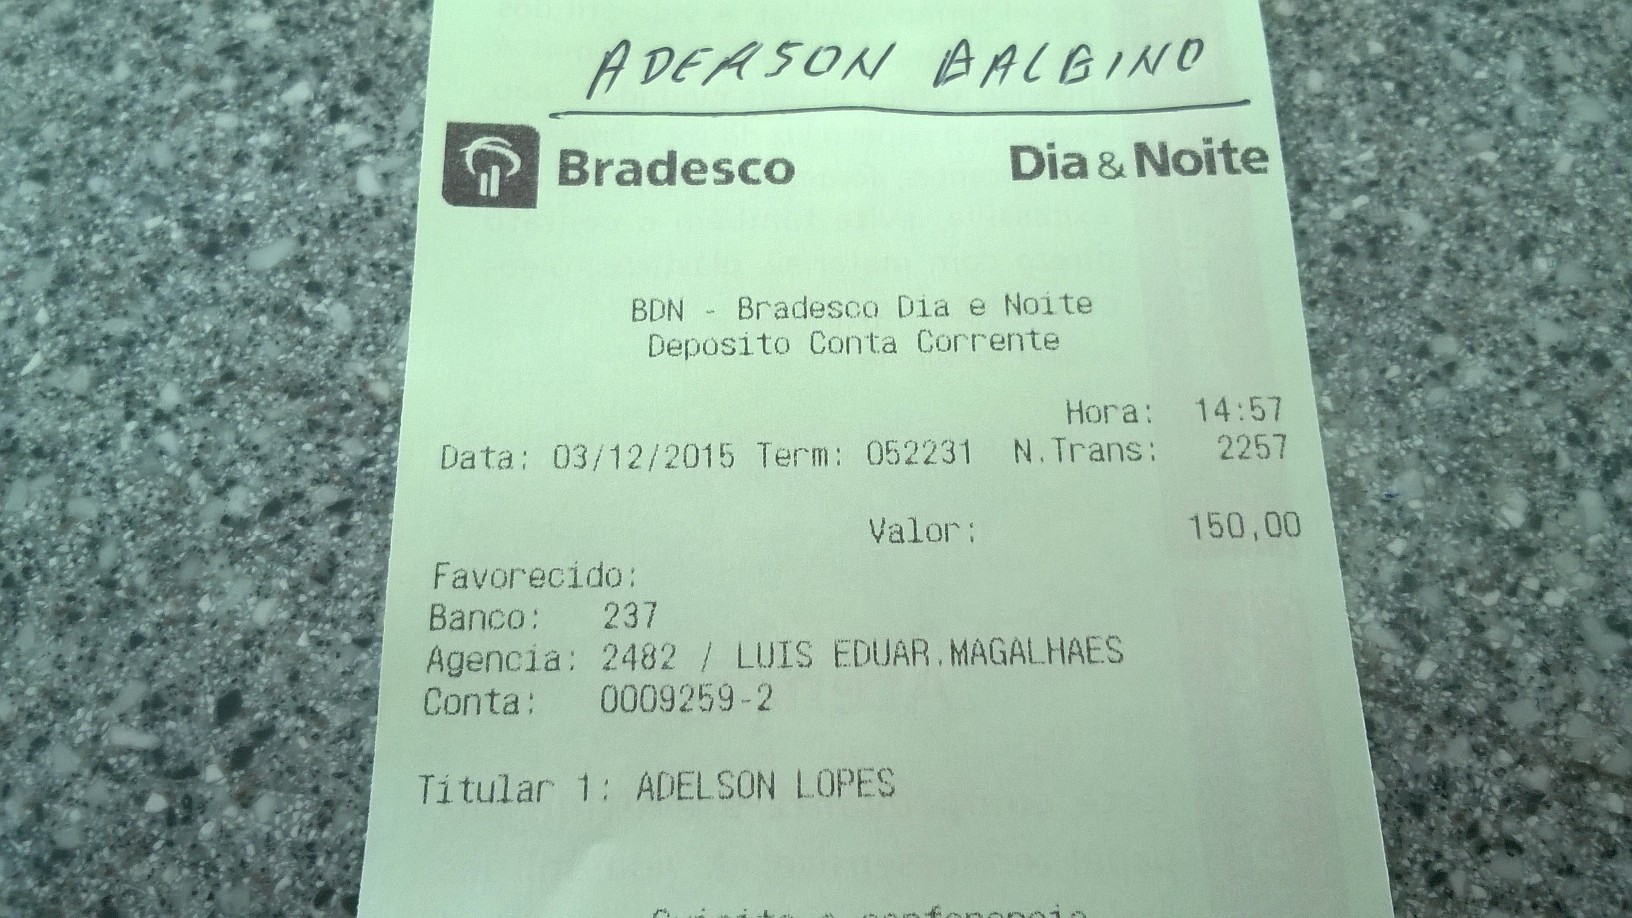 ADERSON BALBINO
Bradesco Dia & Noite
BDN - Bradesco Dia e Noite
Deposito Conta Corrente
Hora: 14:57
Data: 03/12/2015 Term: 052231 N.Trans: 2257
Valor: 150,00
Favorecido:
Banco: 237
Agencia: 2482 / LUIS EDUAR.MAGALHAES
Conta: 0009259-2
Titular 1: ADELSON LOPES